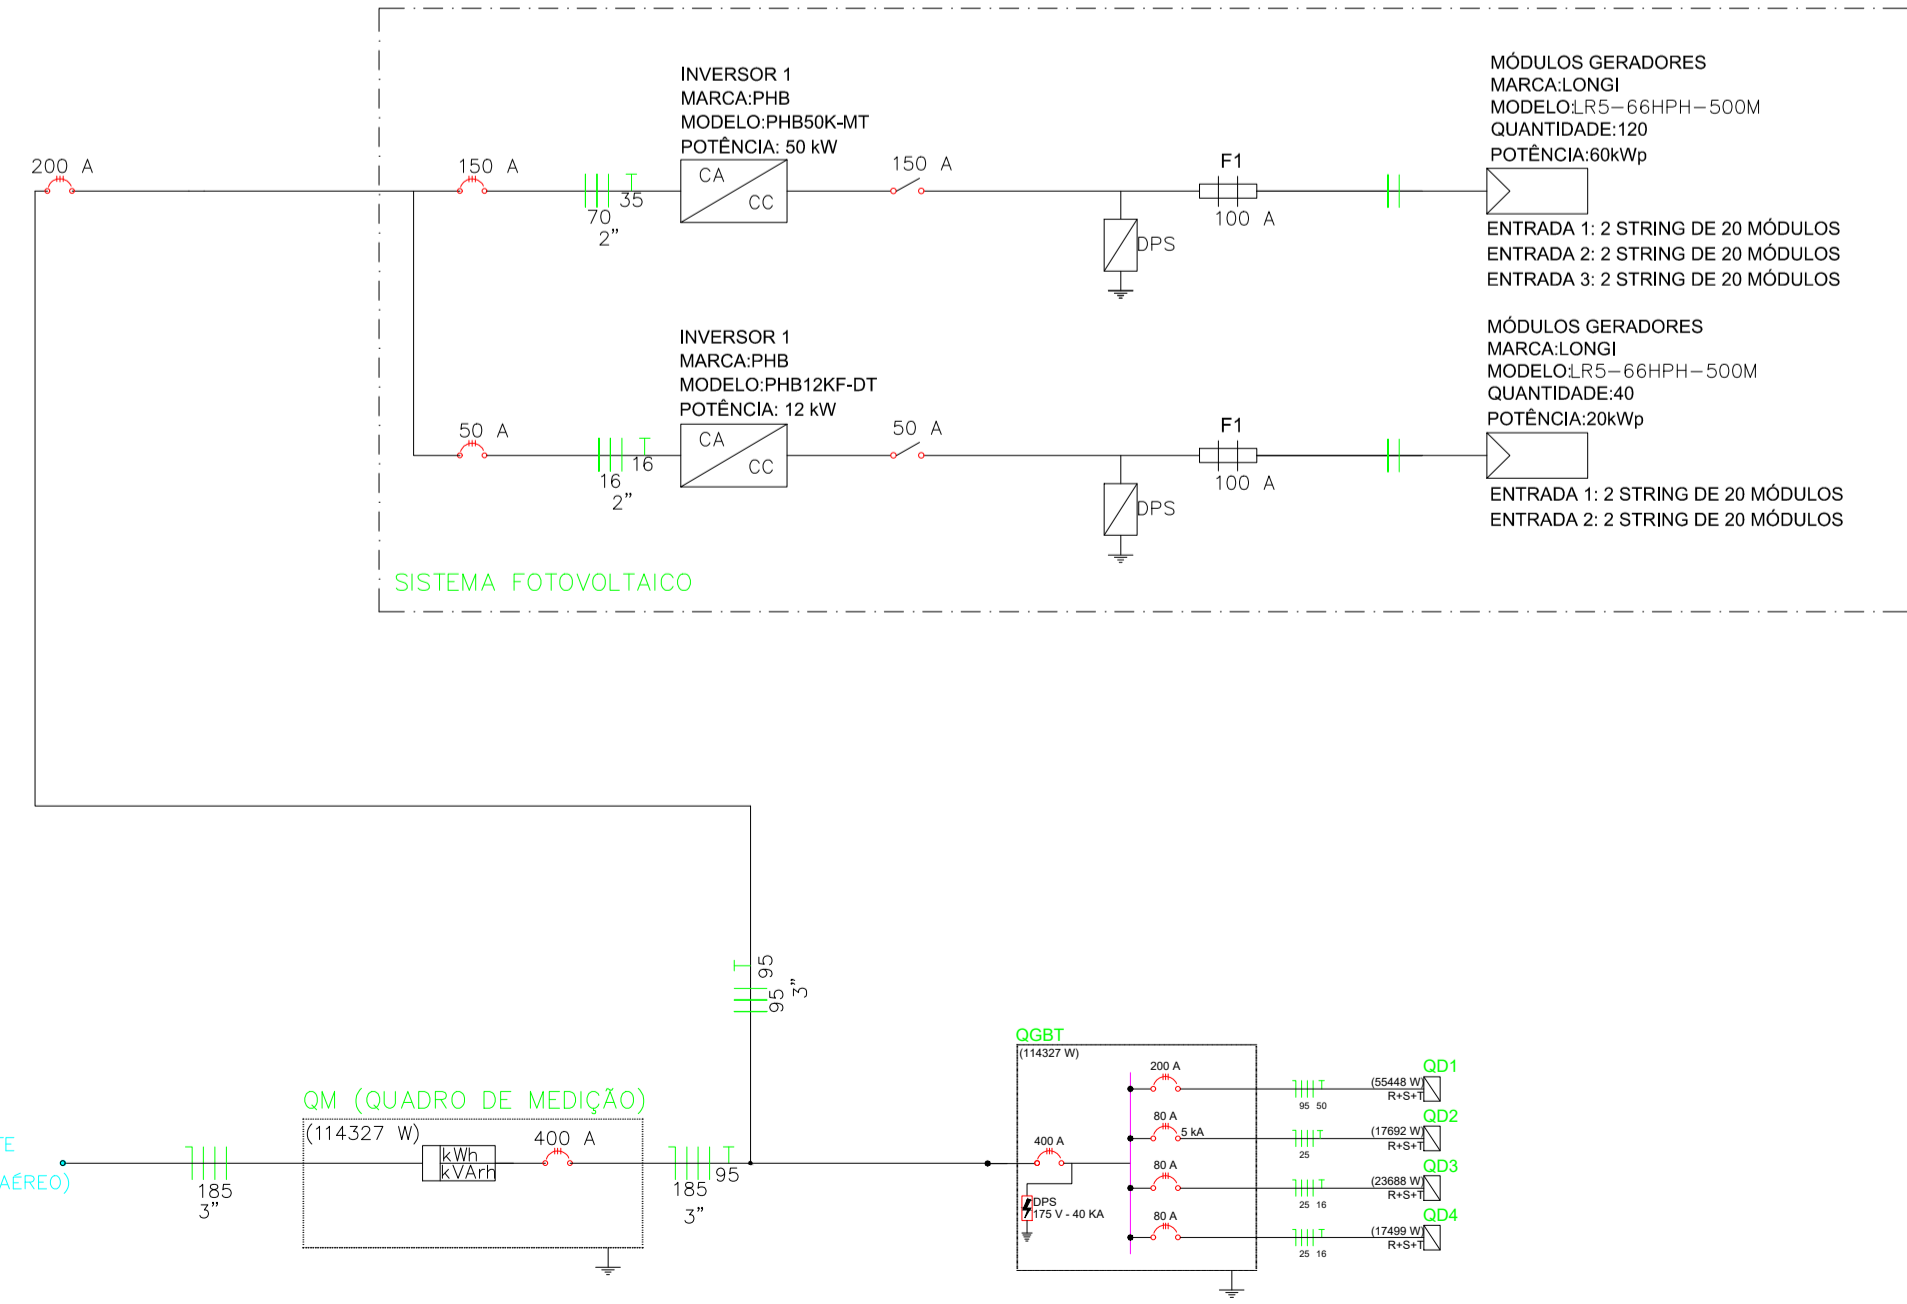 INVERSOR 1
MARCA:PHB
MODELO:PHB50K-MT
POTÊNCIA: 50 kW
MÓDULOS GERADORES
MARCA:LONGI
MODELO:LR5-66HPH-500M
QUANTIDADE:120
POTÊNCIA:60kWp
200 A
150 A
70
35
2"
CA
CC
150 A
DPS
F1
100 A
ENTRADA 1: 2 STRING DE 20 MÓDULOS
ENTRADA 2: 2 STRING DE 20 MÓDULOS
ENTRADA 3: 2 STRING DE 20 MÓDULOS
INVERSOR 1
MARCA:PHB
MODELO:PHB12KF-DT
POTÊNCIA: 12 kW
MÓDULOS GERADORES
MARCA:LONGI
MODELO:LR5-66HPH-500M
QUANTIDADE:40
POTÊNCIA:20kWp
50 A
16
16
2"
CA
CC
50 A
DPS
F1
100 A
ENTRADA 1: 2 STRING DE 20 MÓDULOS
ENTRADA 2: 2 STRING DE 20 MÓDULOS
SISTEMA FOTOVOLTAICO
95
95
3"
TE
AÉREO)
185
3"
QM (QUADRO DE MEDIÇÃO)
(114327 W)
kWh
kVArh
400 A
185
95
3"
QGBT
(114327 W)
400 A
DPS
175 V - 40 KA
200 A
95 50
(55448 W)
R+S+T
QD1
80 A
5 kA
25
(17692 W)
R+S+T
QD2
80 A
25 16
(23688 W)
R+S+T
QD3
80 A
25 16
(17499 W)
R+S+T
QD4